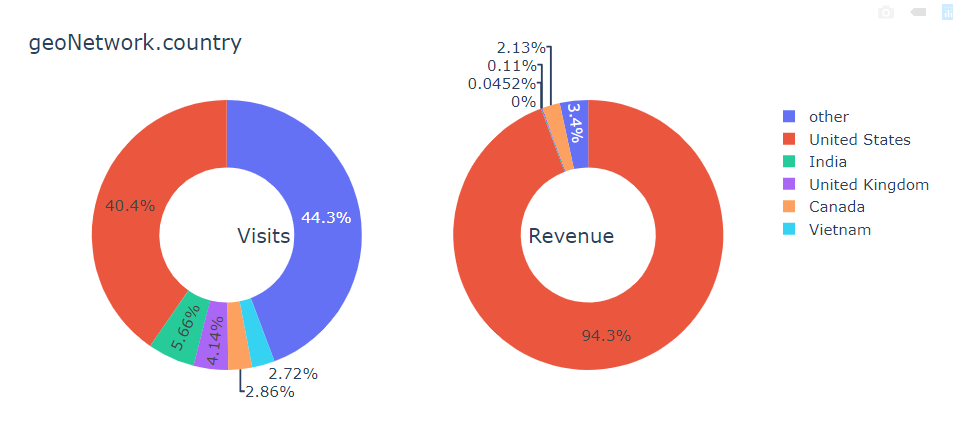 geoNetwork.country
40.4%
44.3%
Visits
5.66%
4.14%
2.72%
2.86%
2.13%
0.11%
0.0452%
0%
3.4%
Revenue
94.3%
other
United States
India
United Kingdom
Canada
Vietnam